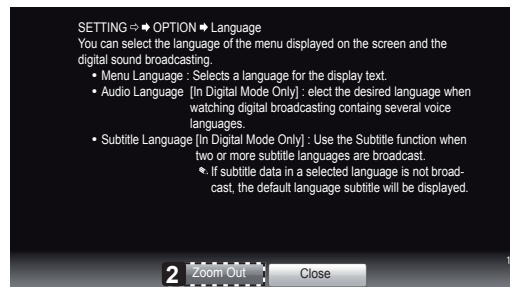 SETTING ⇨ ➡ OPTION ➡ Language
You can select the language of the menu displayed on the screen and the
digital sound broadcasting.
• Menu Language : Selects a language for the display text.
• Audio Language [In Digital Mode Only] : elect the desired language when
watching digital broadcasting containg several voice
languages.
• Subtitle Language [In Digital Mode Only] : Use the Subtitle function when
two or more subtitle languages are broadcast.
If subtitle data in a selected language is not broad-
cast, the default language subtitle will be displayed.
1
2 Zoom Out Close